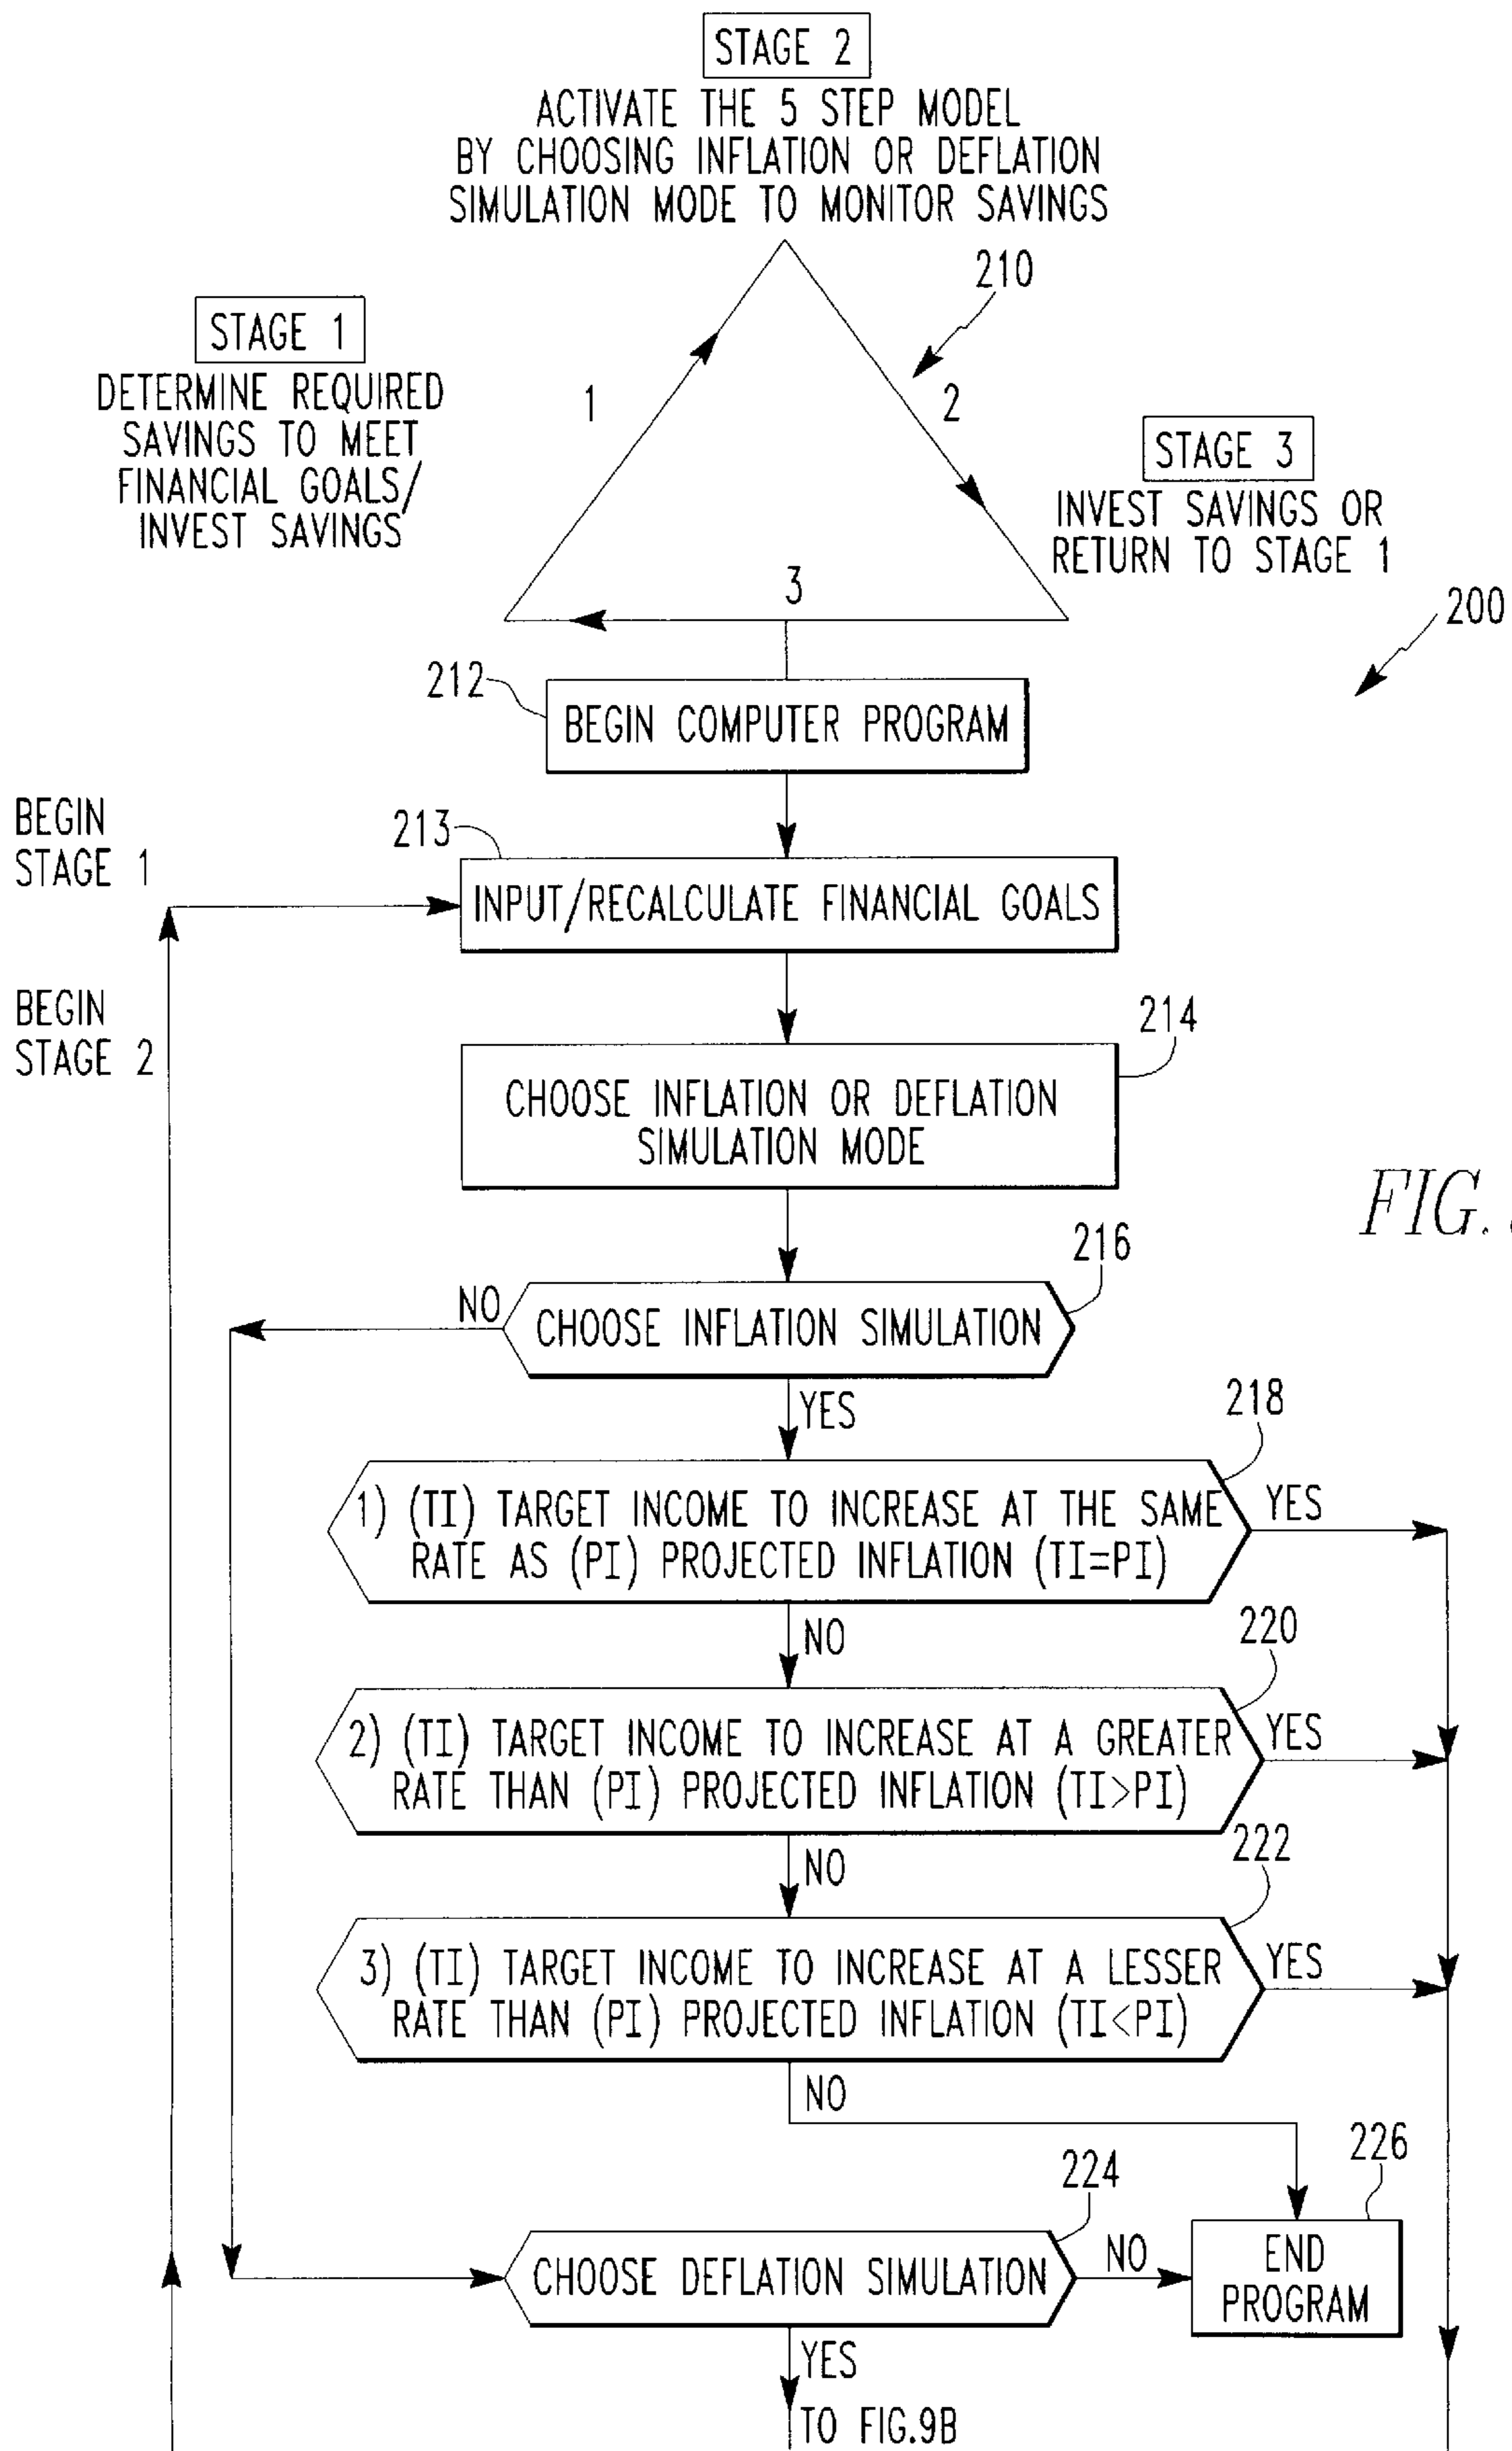 STAGE 2
ACTIVATE THE 5 STEP MODEL
BY CHOOSING INFLATION OR DEFLATION
SIMULATION MODE TO MONITOR SAVINGS
210
STAGE 1
DETERMINE REQUIRED
SAVINGS TO MEET
FINANCIAL GOALS/
INVEST SAVINGS
1
2
STAGE 3
INVEST SAVINGS OR
RETURN TO STAGE 1
3
200
212
BEGIN COMPUTER PROGRAM
BEGIN
STAGE 1
213
INPUT/RECALCULATE FINANCIAL GOALS
BEGIN
STAGE 2
214
CHOOSE INFLATION OR DEFLATION
SIMULATION MODE
FIG.
216
NO
CHOOSE INFLATION SIMULATION
YES
218
1) (TI) TARGET INCOME TO INCREASE AT THE SAME
RATE AS (PI) PROJECTED INFLATION (TI=PI)
YES
NO
220
2) (TI) TARGET INCOME TO INCREASE AT A GREATER
RATE THAN (PI) PROJECTED INFLATION (TI>PI)
YES
NO
222
3) (TI) TARGET INCOME TO INCREASE AT A LESSER
RATE THAN (PI) PROJECTED INFLATION (TI<PI)
YES
NO
224
226
CHOOSE DEFLATION SIMULATION
NO
END
PROGRAM
YES
TO FIG.9B